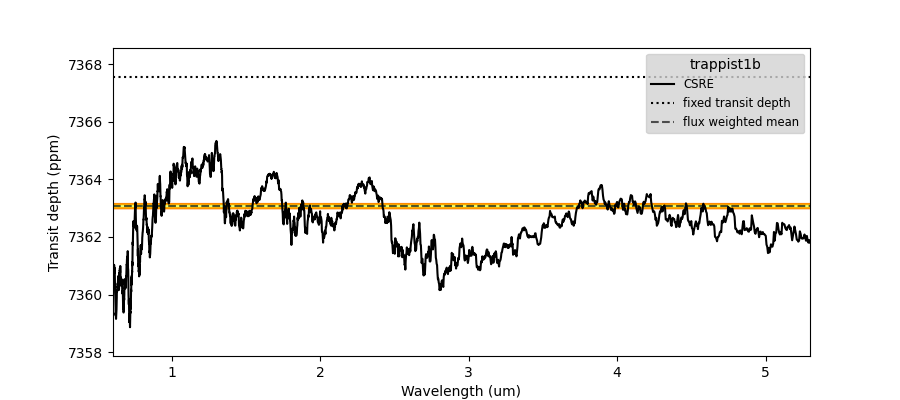 trappist1b
CSRE
fixed transit depth
flux weighted mean
Transit depth (ppm)
7368
7366
7364
7362
7360
7358
1 2 3 4 5
Wavelength (um)